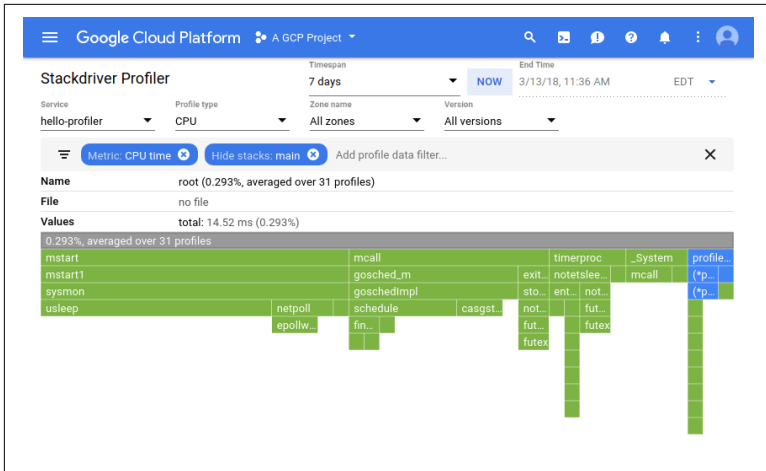 Google Cloud Platform A GCP Project
Stackdriver Profiler
Timespan
7 days
NOW
End Time
3/13/18, 11:36 AM EDT
Service
hello-profiler
Profile type
CPU
Zone name
All zones
Version
All versions
Metric: CPU time Hide stacks: main Add profile data filter...
Name root (0.293%, averaged over 31 profiles)
File no file
Values total: 14.52 ms (0.293%)
0.293%, averaged over 31 profiles
mstart mcall timerproc _System profile...
mstart1 gosched_m exit... notetslee... mcall (*p...
sysmon goschedImpl sto... ent... not... (*p...
usleep netpoll schedule casgst... not... fut...
epollw... fin... fut... futex
futex